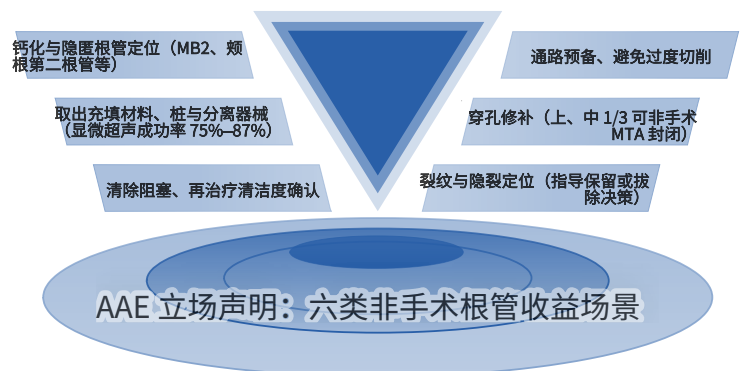 钙化与隐匿根管定位（MB2、颊
根第二根管等）
取出充填材料、桩与分离器械
（显微超声成功率 75%–87%）
清除阻塞、再治疗清洁度确认
通路预备、避免过度切削
穿孔修补（上、中 1/3 可非手术
MTA 封闭）
裂纹与隐裂定位（指导保留或拔
除决策）
AAE 立场声明：六类非手术根管收益场景